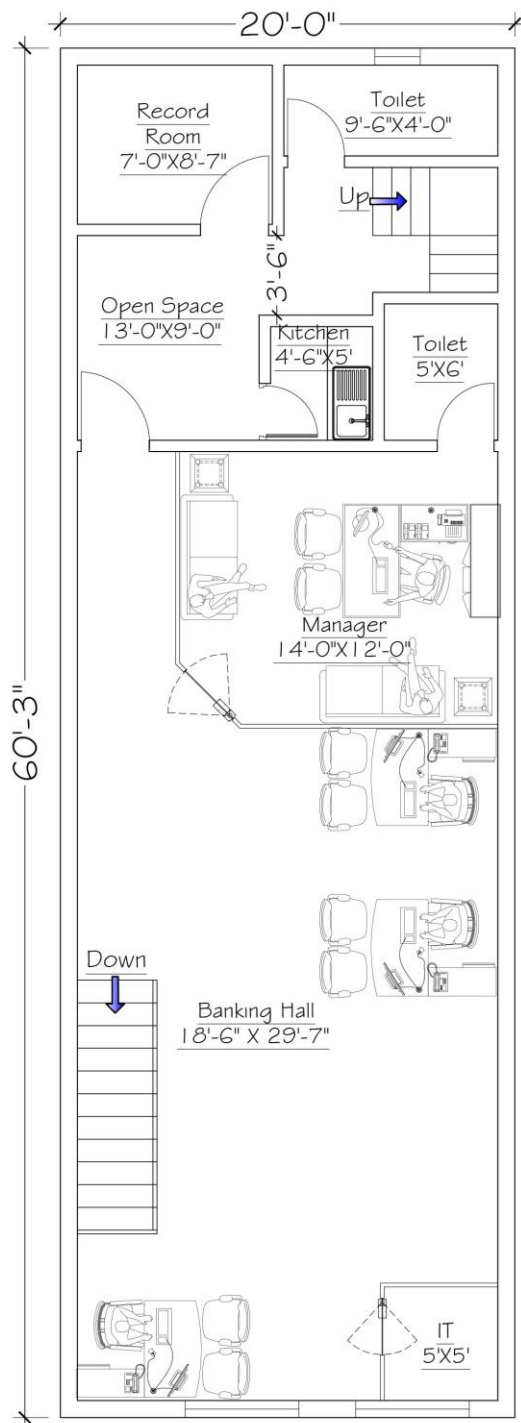 20'-0"
Record
Room
7'-0"X8'-7"
Toilet
9'-6"X4'-0"
Up
3'-6"
Open Space
13'-0"X9'-0"
Kitchen
4'-6"X5'
Toilet
5'X6'
Manager
14'-0"X12'-0"
60'-3"
Down
Banking Hall
18'-6" X 29'-7"
IT
5'X5'